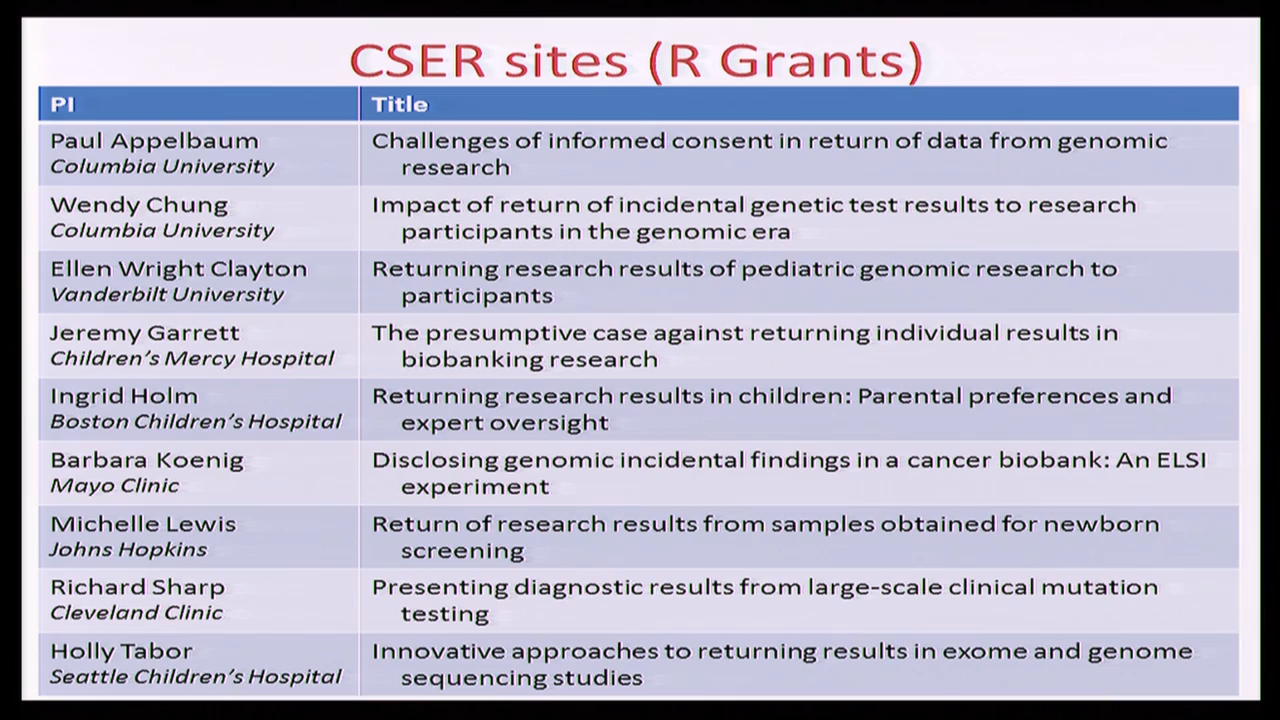 CSER sites (R Grants)
PI Title
Paul Appelbaum
Columbia University
Challenges of informed consent in return of data from genomic
research
Wendy Chung
Columbia University
Impact of return of incidental genetic test results to research
participants in the genomic era
Ellen Wright Clayton
Vanderbilt University
Returning research results of pediatric genomic research to
participants
Jeremy Garrett
Children's Mercy Hospital
The presumptive case against returning individual results in
biobanking research
Ingrid Holm
Boston Children's Hospital
Returning research results in children: Parental preferences and
expert oversight
Barbara Koenig
Mayo Clinic
Disclosing genomic incidental findings in a cancer biobank: An ELSI
experiment
Michelle Lewis
Johns Hopkins
Return of research results from samples obtained for newborn
screening
Richard Sharp
Cleveland Clinic
Presenting diagnostic results from large-scale clinical mutation
testing
Holly Tabor
Seattle Children's Hospital
Innovative approaches to returning results in exome and genome
sequencing studies